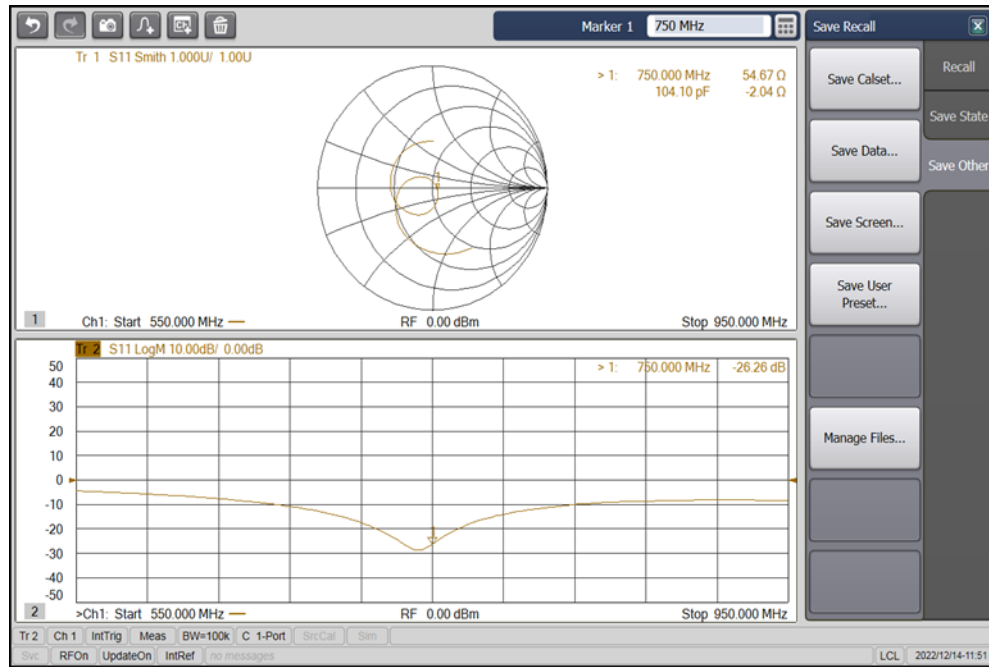 Marker 1 750 MHz
Save Recall
Tr 1 S11 Smith 1.000U/ 1.00U
> 1: 750.000 MHz 54.67 Ω
104.10 pF -2.04 Ω
1
1
Ch1: Start 550.000 MHz
RF 0.00 dBm
Stop 950.000 MHz
Tr 2 S11 LogM 10.00dB/ 0.00dB
> 1: 750.000 MHz -26.26 dB
50
40
30
20
10
0
-10
-20
-30
-40
-50
2
>Ch1: Start 550.000 MHz
RF 0.00 dBm
Stop 950.000 MHz
Save Calset...
Save Data...
Save Screen...
Save User
Preset...
Manage Files...
Recall
Save State
Save Other
Tr 2 Ch 1 IntTrig Meas BW=100k C 1-Port SrcCal Sim
Svc RFOn UpdateOn IntRef no messages LCL 2022/12/14-11:51